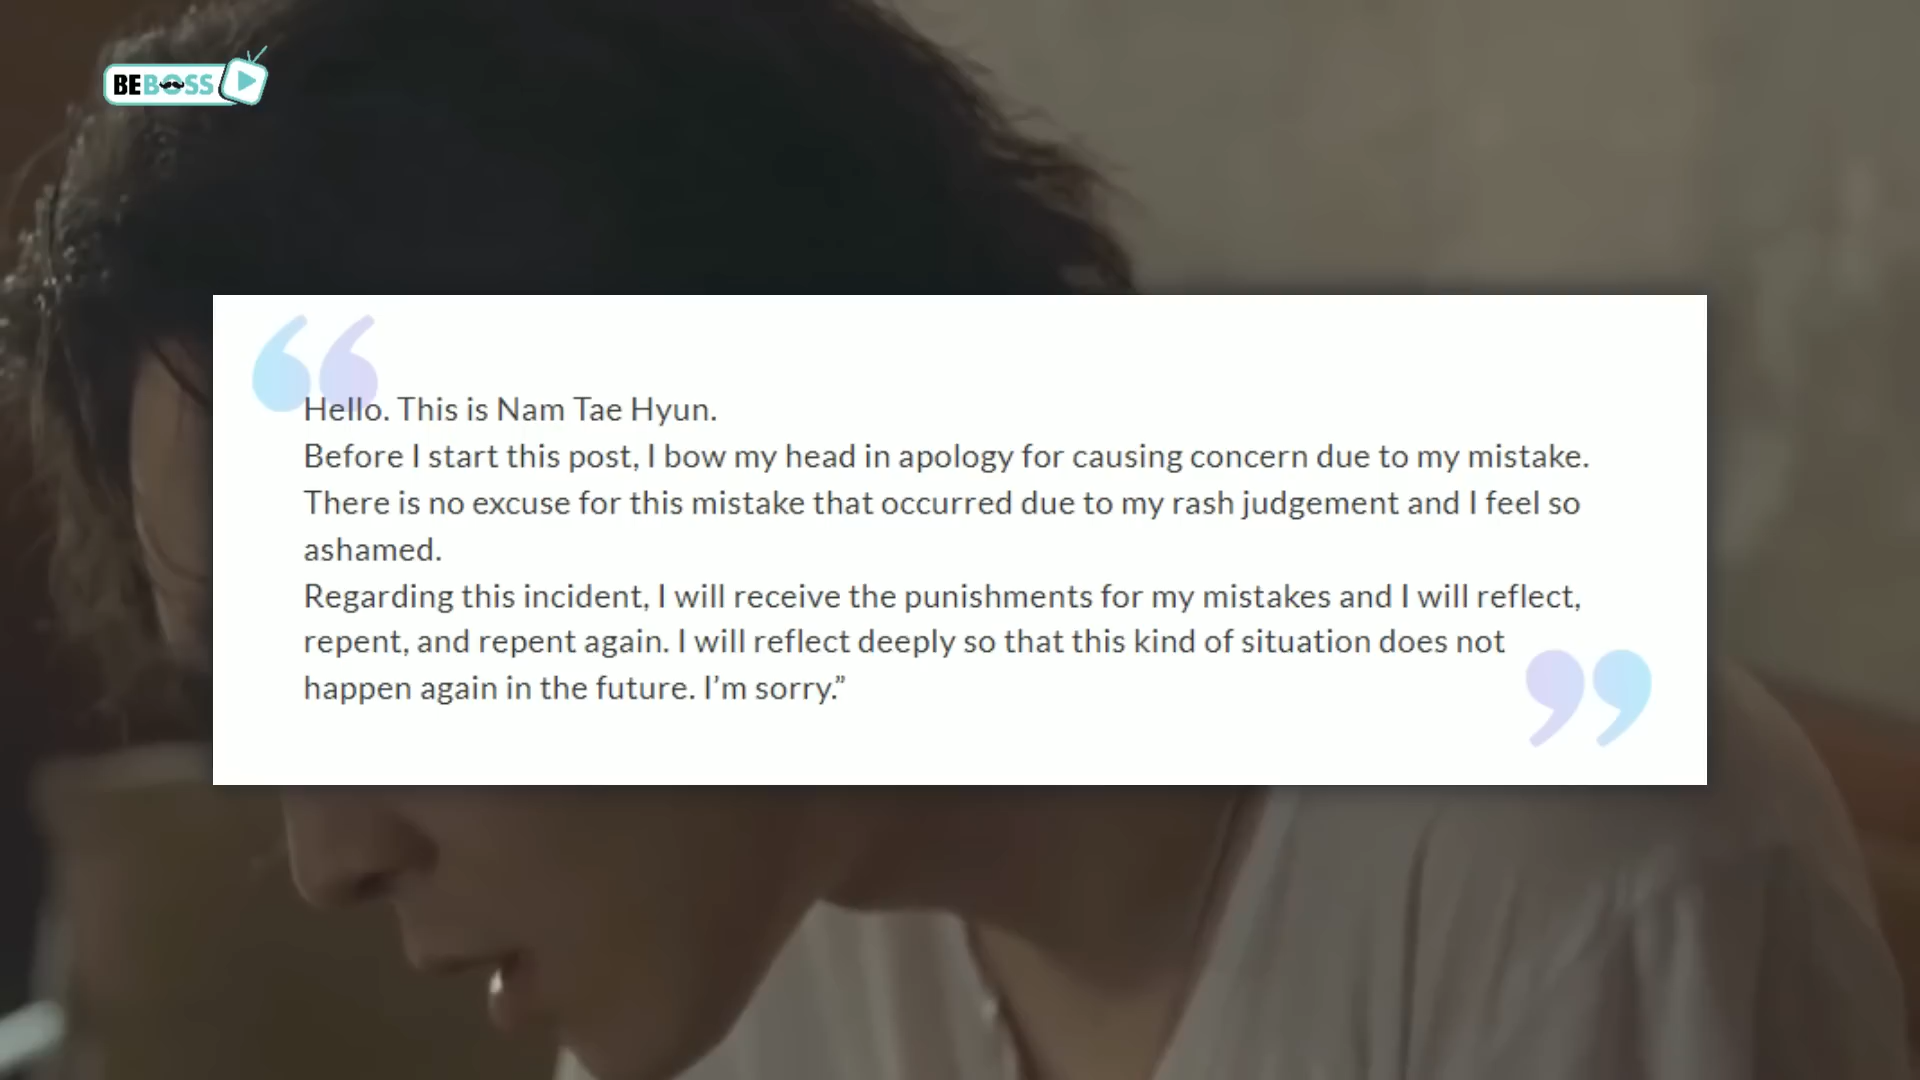 BEBOSS
Hello. This is Nam Tae Hyun.
Before I start this post, I bow my head in apology for causing concern due to my mistake.
There is no excuse for this mistake that occurred due to my rash judgement and I feel so
ashamed.
Regarding this incident, I will receive the punishments for my mistakes and I will reflect,
repent, and repent again. I will reflect deeply so that this kind of situation does not
happen again in the future. I’m sorry.”